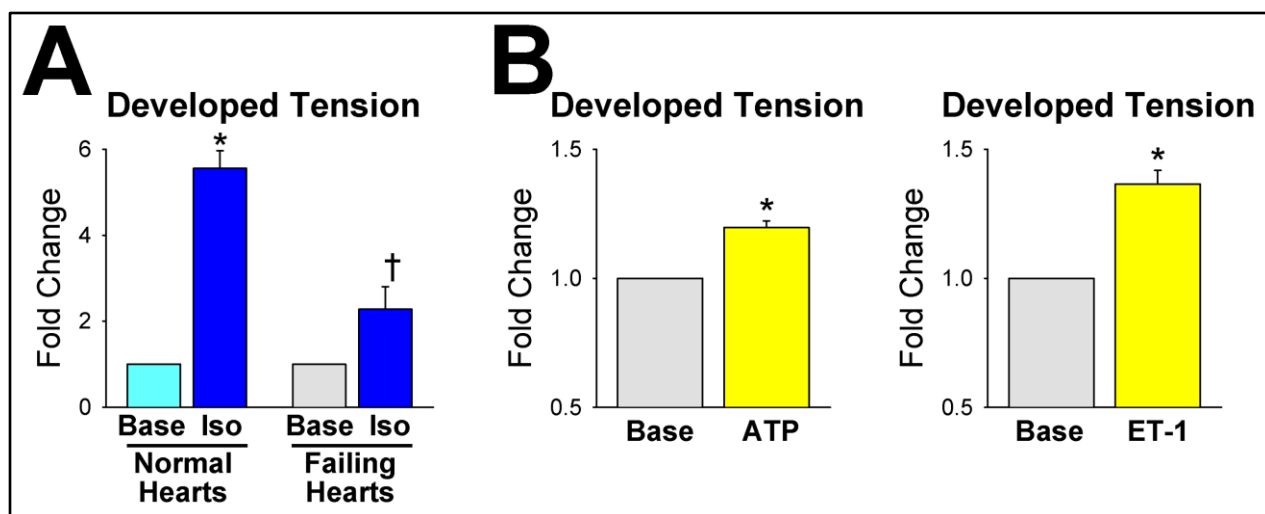 A
Developed Tension
Fold Change
6
4
2
0
*
†
Base Iso Base Iso
Normal Hearts
Failing Hearts
B
Developed Tension
Fold Change
1.5
1.0
0.5
*
Base ATP
Developed Tension
Fold Change
1.5
1.0
0.5
*
Base ET-1